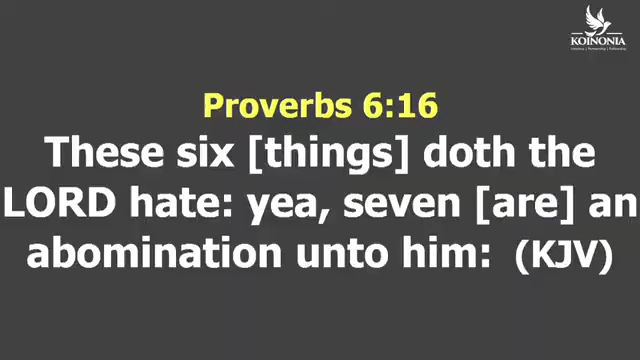 KOINONIA
Proverbs 6:16
These six [things] doth the
LORD hate: yea, seven [are] an
abomination unto him: (KJV)